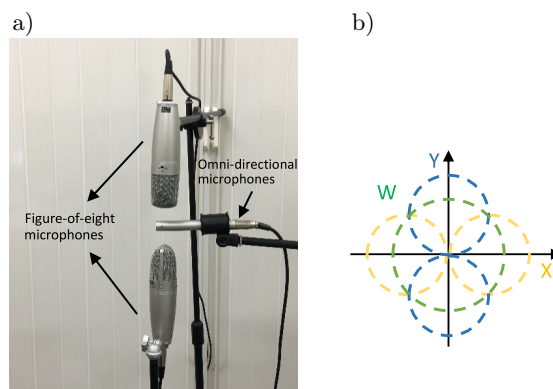 a)
b)
Omni-directional
microphones
Figure-of-eight
microphones
Y
W
X